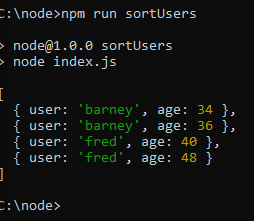 C:\node>npm run sortUsers
> node@1.0.0 sortUsers
> node index.js
[
  { user: 'barney', age: 34 },
  { user: 'barney', age: 36 },
  { user: 'fred', age: 40 },
  { user: 'fred', age: 48 }
]
C:\node>